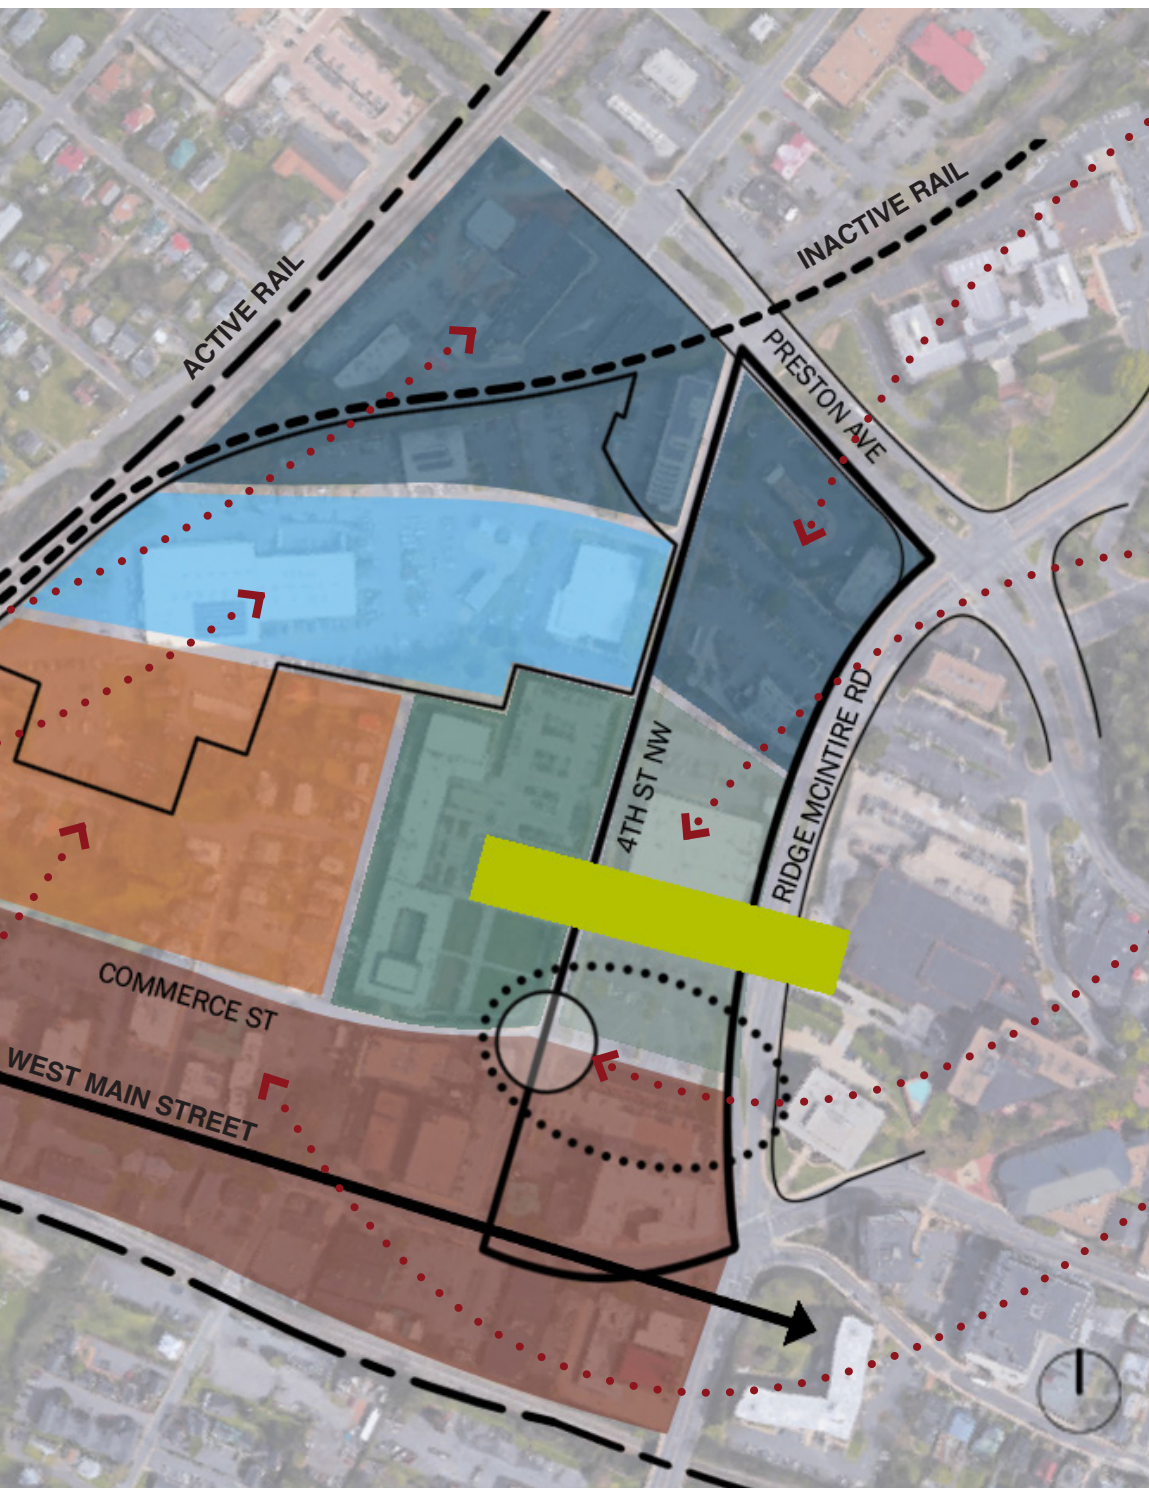 ACTIVE RAIL
INACTIVE RAIL
PRESTON AVE
4TH ST NW
RIDGE MCINTIRE RD
COMMERCE ST
WEST MAIN STREET